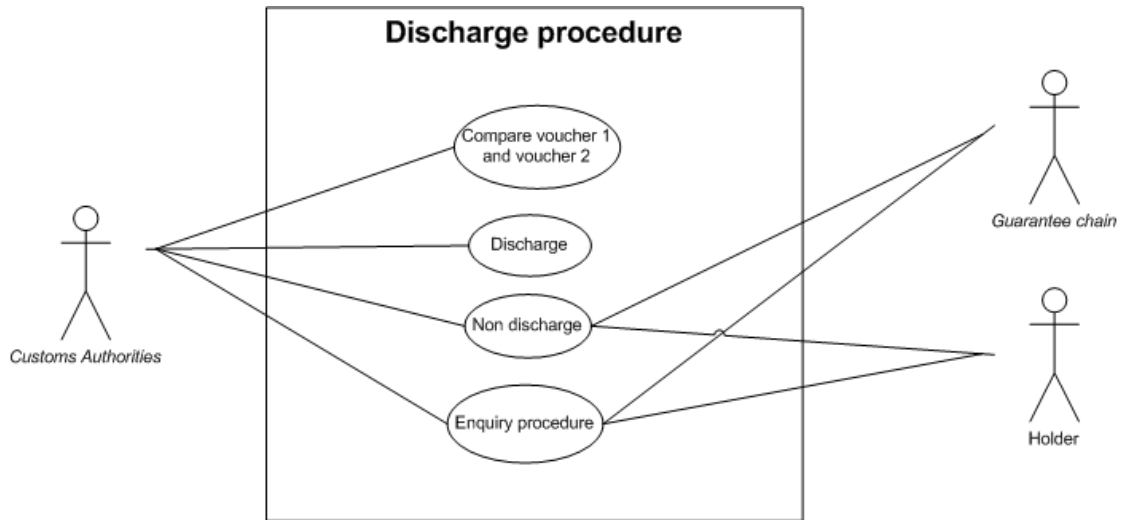 Discharge procedure
Compare voucher 1
and voucher 2
Discharge
Non discharge
Enquiry procedure
Customs Authorities
Guarantee chain
Holder